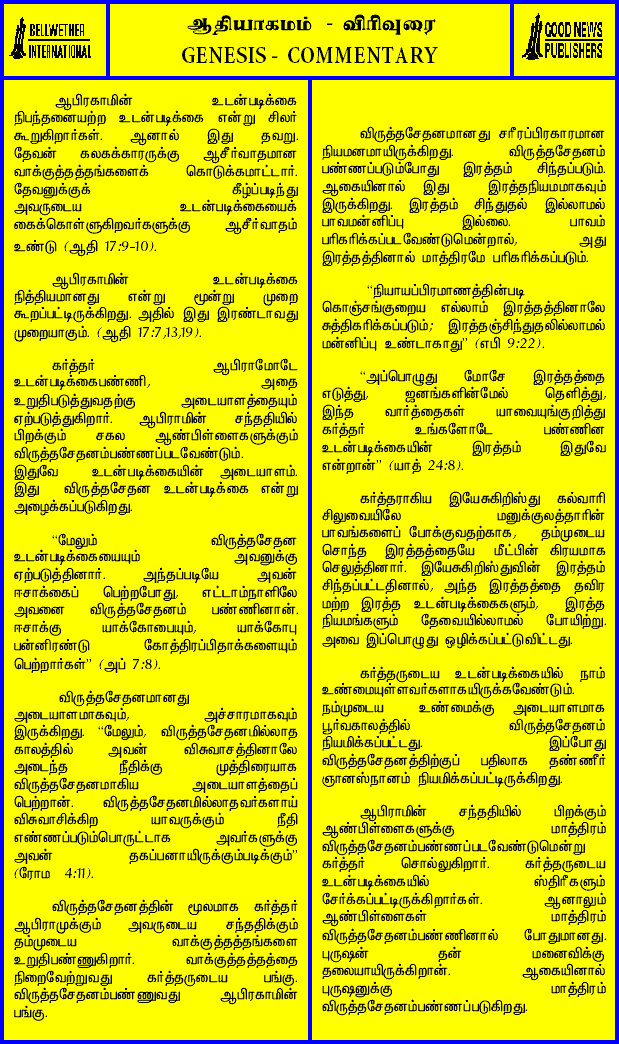 BELLWETHER
INTERNATIONAL
ஆதியாகமம் - விரிவுரை
GENESIS - COMMENTARY
GOOD NEWS
PUBLISHERS
ஆபிரகாமின் உடன்படிக்கை
நிபந்தனையற்ற உடன்படிக்கை என்று சிலர்
கூறுகிறார்கள். ஆனால் இது தவறு.
தேவன் கலகக்காரருக்கு ஆசீர்வாதமான
வாக்குத்தத்தங்களைக் கொடுக்கமாட்டார்.
தேவனுக்குக் கீழ்ப்படிந்து
அவருடைய உடன்படிக்கையைக்
கைக்கொள்ளுகிறவர்களுக்கு ஆசீர்வாதம்
உண்டு (ஆதி 17:9-10).
ஆபிரகாமின் உடன்படிக்கை
நித்தியமானது என்று மூன்று முறை
கூறப்பட்டிருக்கிறது. அதில் இது இரண்டாவது
முறையாகும். (ஆதி 17:7,13,19).
கர்த்தர் ஆபிராமோடே
உடன்படிக்கைபண்ணி, அதை
உறுதிபடுத்துவதற்கு அடையாளத்தையும்
ஏற்படுத்துகிறார். ஆபிராமின் சந்ததியில்
பிறக்கும் சகல ஆண்பிள்ளைகளுக்கும்
விருத்தசேதனம்பண்ணப்படவேண்டும்.
இதுவே உடன்படிக்கையின் அடையாளம்.
இது விருத்தசேதன உடன்படிக்கை என்று
அழைக்கப்படுகிறது.
“மேலும் விருத்தசேதன
உடன்படிக்கையையும் அவனுக்கு
ஏற்படுத்தினார். அந்தப்படியே அவன்
ஈசாக்கைப் பெற்றபோது, எட்டாம்நாளிலே
அவனை விருத்தசேதனம் பண்ணினான்.
ஈசாக்கு யாக்கோபையும், யாக்கோபு
பன்னிரண்டு கோத்திரப்பிதாக்களையும்
பெற்றார்கள்” (அப் 7:8).
விருத்தசேதனமானது
அடையாளமாகவும், அச்சாரமாகவும்
இருக்கிறது. “மேலும், விருத்தசேதனமில்லாத
காலத்தில் அவன் விசுவாசத்தினாலே
அடைந்த நீதிக்கு முத்திரையாக
விருத்தசேதனமாகிய அடையாளத்தைப்
பெற்றான். விருத்தசேதனமில்லாதவர்களாய்
விசுவாசிக்கிற யாவருக்கும் நீதி
எண்ணப்படும்பொருட்டாக அவர்களுக்கு
அவன் தகப்பனாயிருக்கும்படிக்கும்”
(ரோம 4:11).
விருத்தசேதனத்தின் மூலமாக கர்த்தர்
ஆபிராமுக்கும் அவருடைய சந்ததிக்கும்
தம்முடைய வாக்குத்தத்தங்களை
உறுதிபண்ணுகிறார். வாக்குத்தத்தத்தை
நிறைவேற்றுவது கர்த்தருடைய பங்கு.
விருத்தசேதனம்பண்ணுவது ஆபிரகாமின்
பங்கு.
விருத்தசேதனமானது சரீரப்பிரகாரமான
நியமனமாயிருக்கிறது. விருத்தசேதனம்
பண்ணப்படும்போது இரத்தம் சிந்தப்படும்.
ஆகையினால் இது இரத்தநியமமாகவும்
இருக்கிறது. இரத்தம் சிந்துதல் இல்லாமல்
பாவமன்னிப்பு இல்லை. பாவம்
பரிகரிக்கப்படவேண்டுமென்றால், அது
இரத்தத்தினால் மாத்திரமே பரிகரிக்கப்படும்.
“நியாயப்பிரமாணத்தின்படி
கொஞ்சங்குறைய எல்லாம் இரத்தத்தினாலே
சுத்திகரிக்கப்படும்; இரத்தஞ்சிந்துதலில்லாமல்
மன்னிப்பு உண்டாகாது” (எபி 9:22).
“அப்பொழுது மோசே இரத்தத்தை
எடுத்து, ஜனங்களின்மேல் தெளித்து,
இந்த வார்த்தைகள் யாவையுங்குறித்து
கர்த்தர் உங்களோடே பண்ணின
உடன்படிக்கையின் இரத்தம் இதுவே
என்றான்” (யாத் 24:8).
கர்த்தராகிய இயேசுகிறிஸ்து கல்வாரி
சிலுவையிலே மனுக்குலத்தாரின்
பாவங்களைப் போக்குவதற்காக, தம்முடைய
சொந்த இரத்தத்தையே மீட்பின் கிரயமாக
செலுத்தினார். இயேசுகிறிஸ்துவின் இரத்தம்
சிந்தப்பட்டதினால், அந்த இரத்தத்தை தவிர
மற்ற இரத்த உடன்படிக்கைகளும், இரத்த
நியமங்களும் தேவையில்லாமல் போயிற்று.
அவை இப்பொழுது ஒழிக்கப்பட்டுவிட்டது.
கர்த்தருடைய உடன்படிக்கையில் நாம்
உண்மையுள்ளவர்களாகயிருக்கவேண்டும்.
நம்முடைய உண்மைக்கு அடையாளமாக
பூர்வகாலத்தில் விருத்தசேதனம்
நியமிக்கப்பட்டது. இப்போது
விருத்தசேதனத்திற்குப் பதிலாக தண்ணீர்
ஞானஸ்நானம் நியமிக்கப்பட்டிருக்கிறது.
ஆபிராமின் சந்ததியில் பிறக்கும்
ஆண்பிள்ளைகளுக்கு மாத்திரம்
விருத்தசேதனம்பண்ணப்படவேண்டுமென்று
கர்த்தர் சொல்லுகிறார். கர்த்தருடைய
உடன்படிக்கையில் ஸ்திரீகளும்
சேர்க்கப்பட்டிருக்கிறார்கள். ஆனாலும்
ஆண்பிள்ளைகள் மாத்திரம்
விருத்தசேதனம்பண்ணினால் போதுமானது.
புருஷன் தன் மனைவிக்கு
தலையாயிருக்கிறான். ஆகையினால்
புருஷனுக்கு மாத்திரம்
விருத்தசேதனம்பண்ணப்படுகிறது.